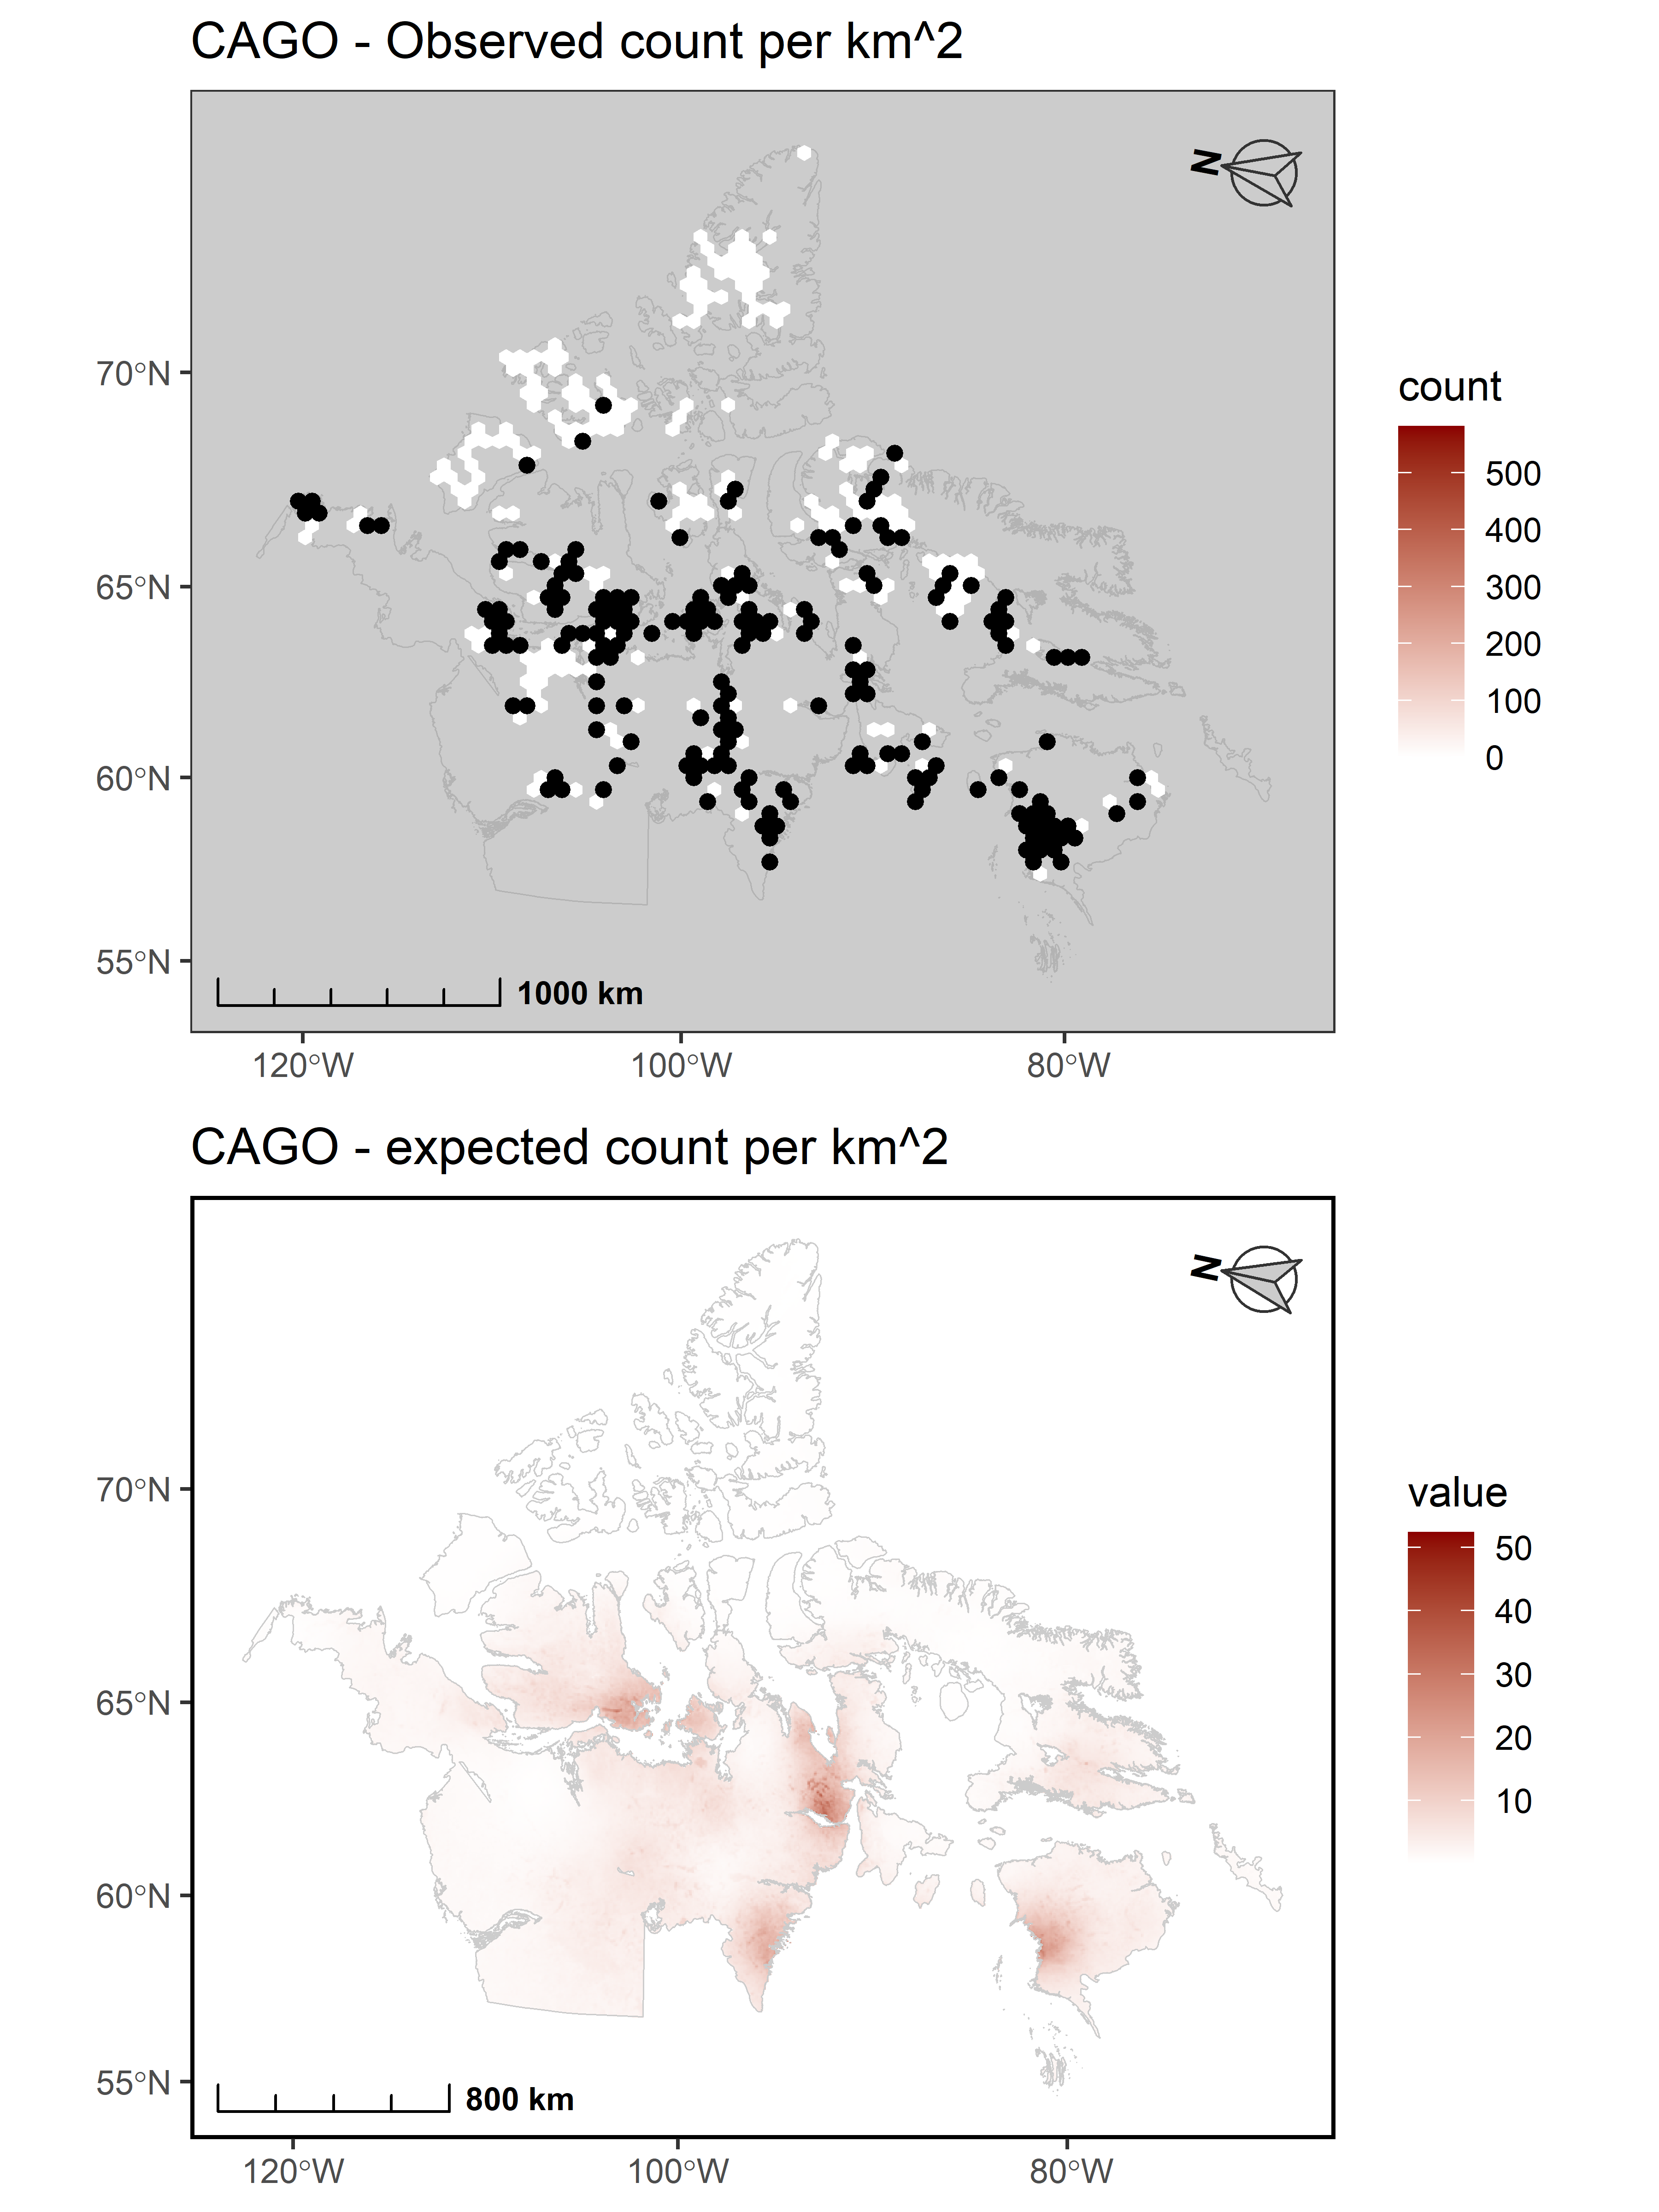 CAGO - Observed count per km^2
N
70°N
65°N
60°N
55°N
1000 km
120°W
100°W
80°W
count
500
400
300
200
100
0
CAGO - expected count per km^2
N
70°N
65°N
60°N
55°N
800 km
120°W
100°W
80°W
value
50
40
30
20
10